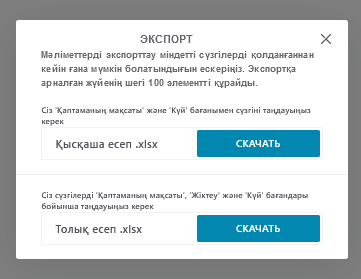 ЭКСПОРТ
Мәліметтерді экспорттау міндетті сүзгілерді қолданғаннан
кейін ғана мүмкін болатындығын ескеріңіз. Экспортқа
арналған жүйенің шегі 100 элементті құрайды.
Сіз 'Қаптаманың мақсаты' және 'Күй' бағанымен сүзгіні таңдауыңыз
керек
Қысқаша есеп .xlsx
СКАЧАТЬ
Сіз сүзгілерді 'Қаптаманың мақсаты', 'Жіктеу' және 'Күй' бағандары
бойынша таңдауыңыз керек
Толық есеп .xlsx
СКАЧАТЬ